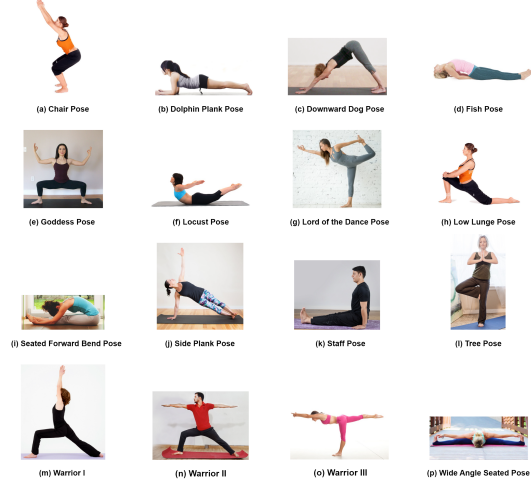 (a) Chair Pose
(b) Dolphin Plank Pose
(c) Downward Dog Pose
(d) Fish Pose
(e) Goddess Pose
(f) Locust Pose
(g) Lord of the Dance Pose
(h) Low Lunge Pose
(i) Seated Forward Bend Pose
(j) Side Plank Pose
(k) Staff Pose
(l) Tree Pose
(m) Warrior I
(n) Warrior II
(o) Warrior III
(p) Wide Angle Seated Pose